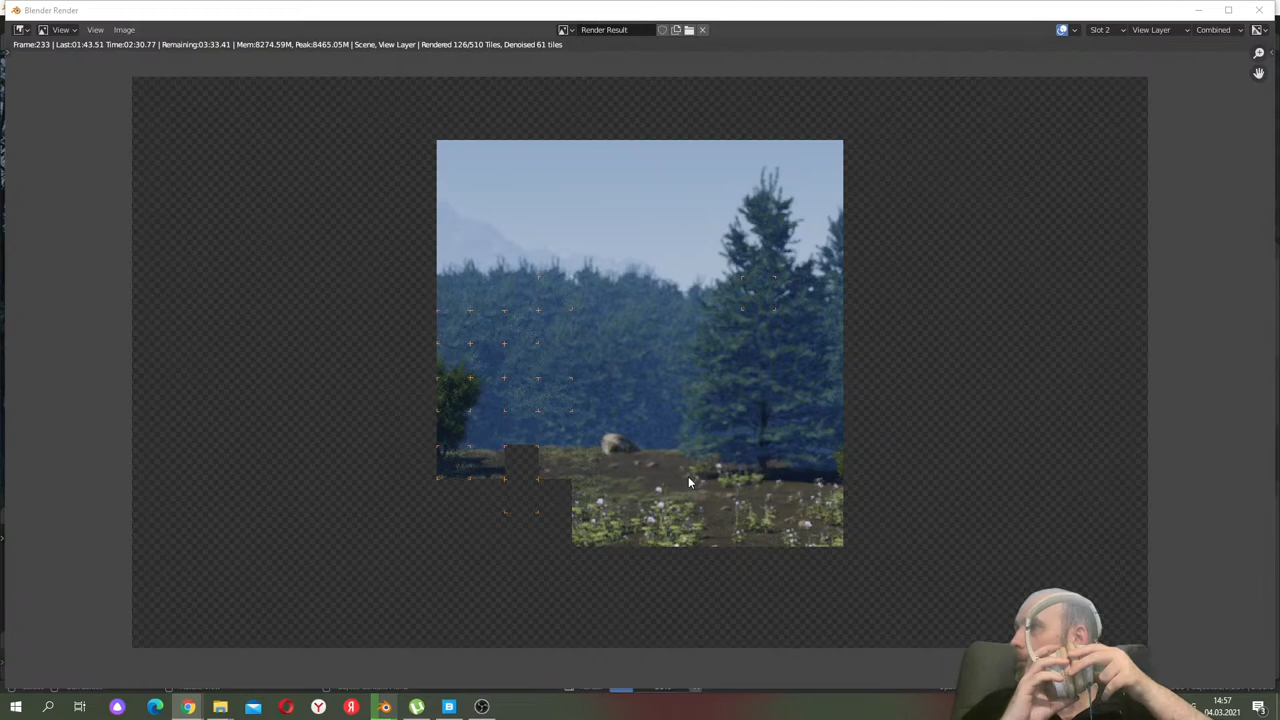 Blender Render
View View Image Render Result Slot 2 View Layer Combined
Frame:233 | Last:01:43.51 Time:02:30.77 | Remaining:03:33.41 | Mem:8274.59M, Peak:8465.05M | Scene, View Layer | Rendered 126/510 Tiles, Denoised 61 tiles
14:57
04.03.2021